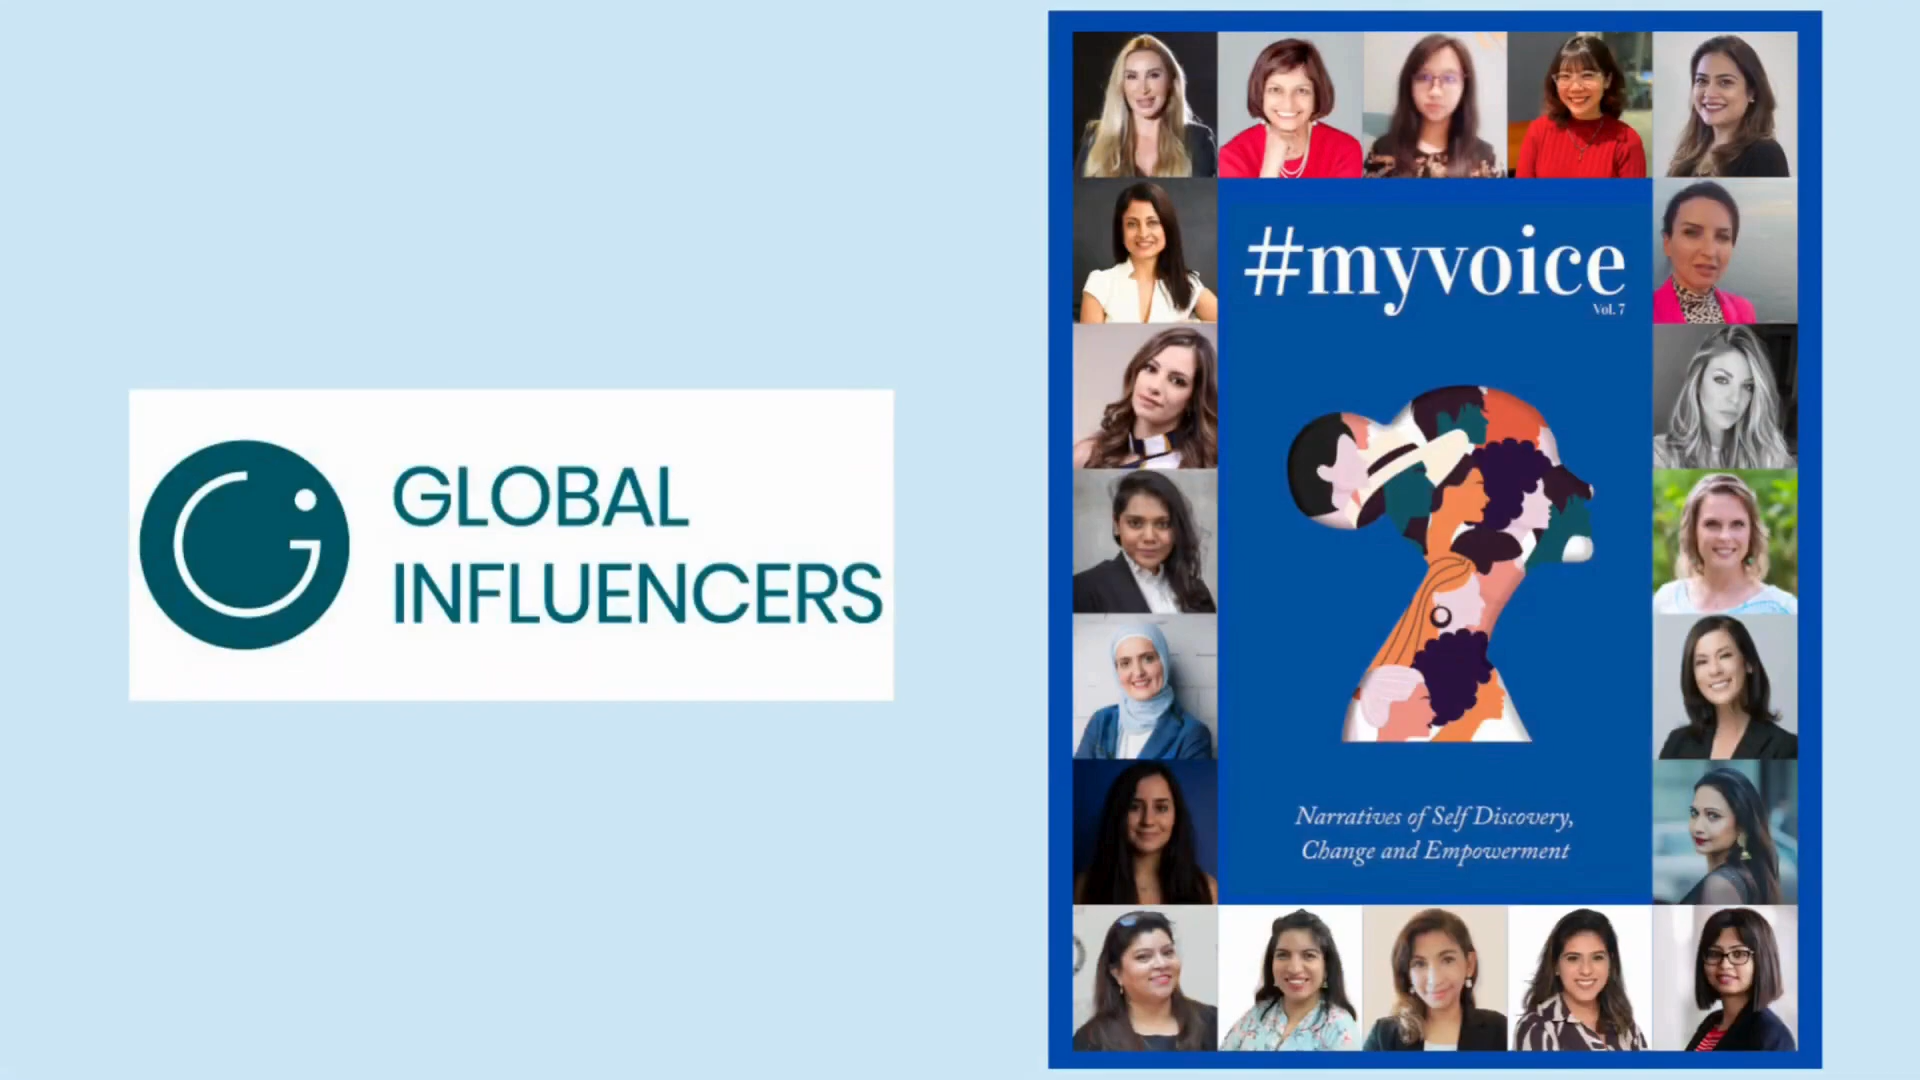 GLOBAL
INFLUENCERS
#myvoice
Vol. 7
Narratives of Self Discovery,
Change and Empowerment